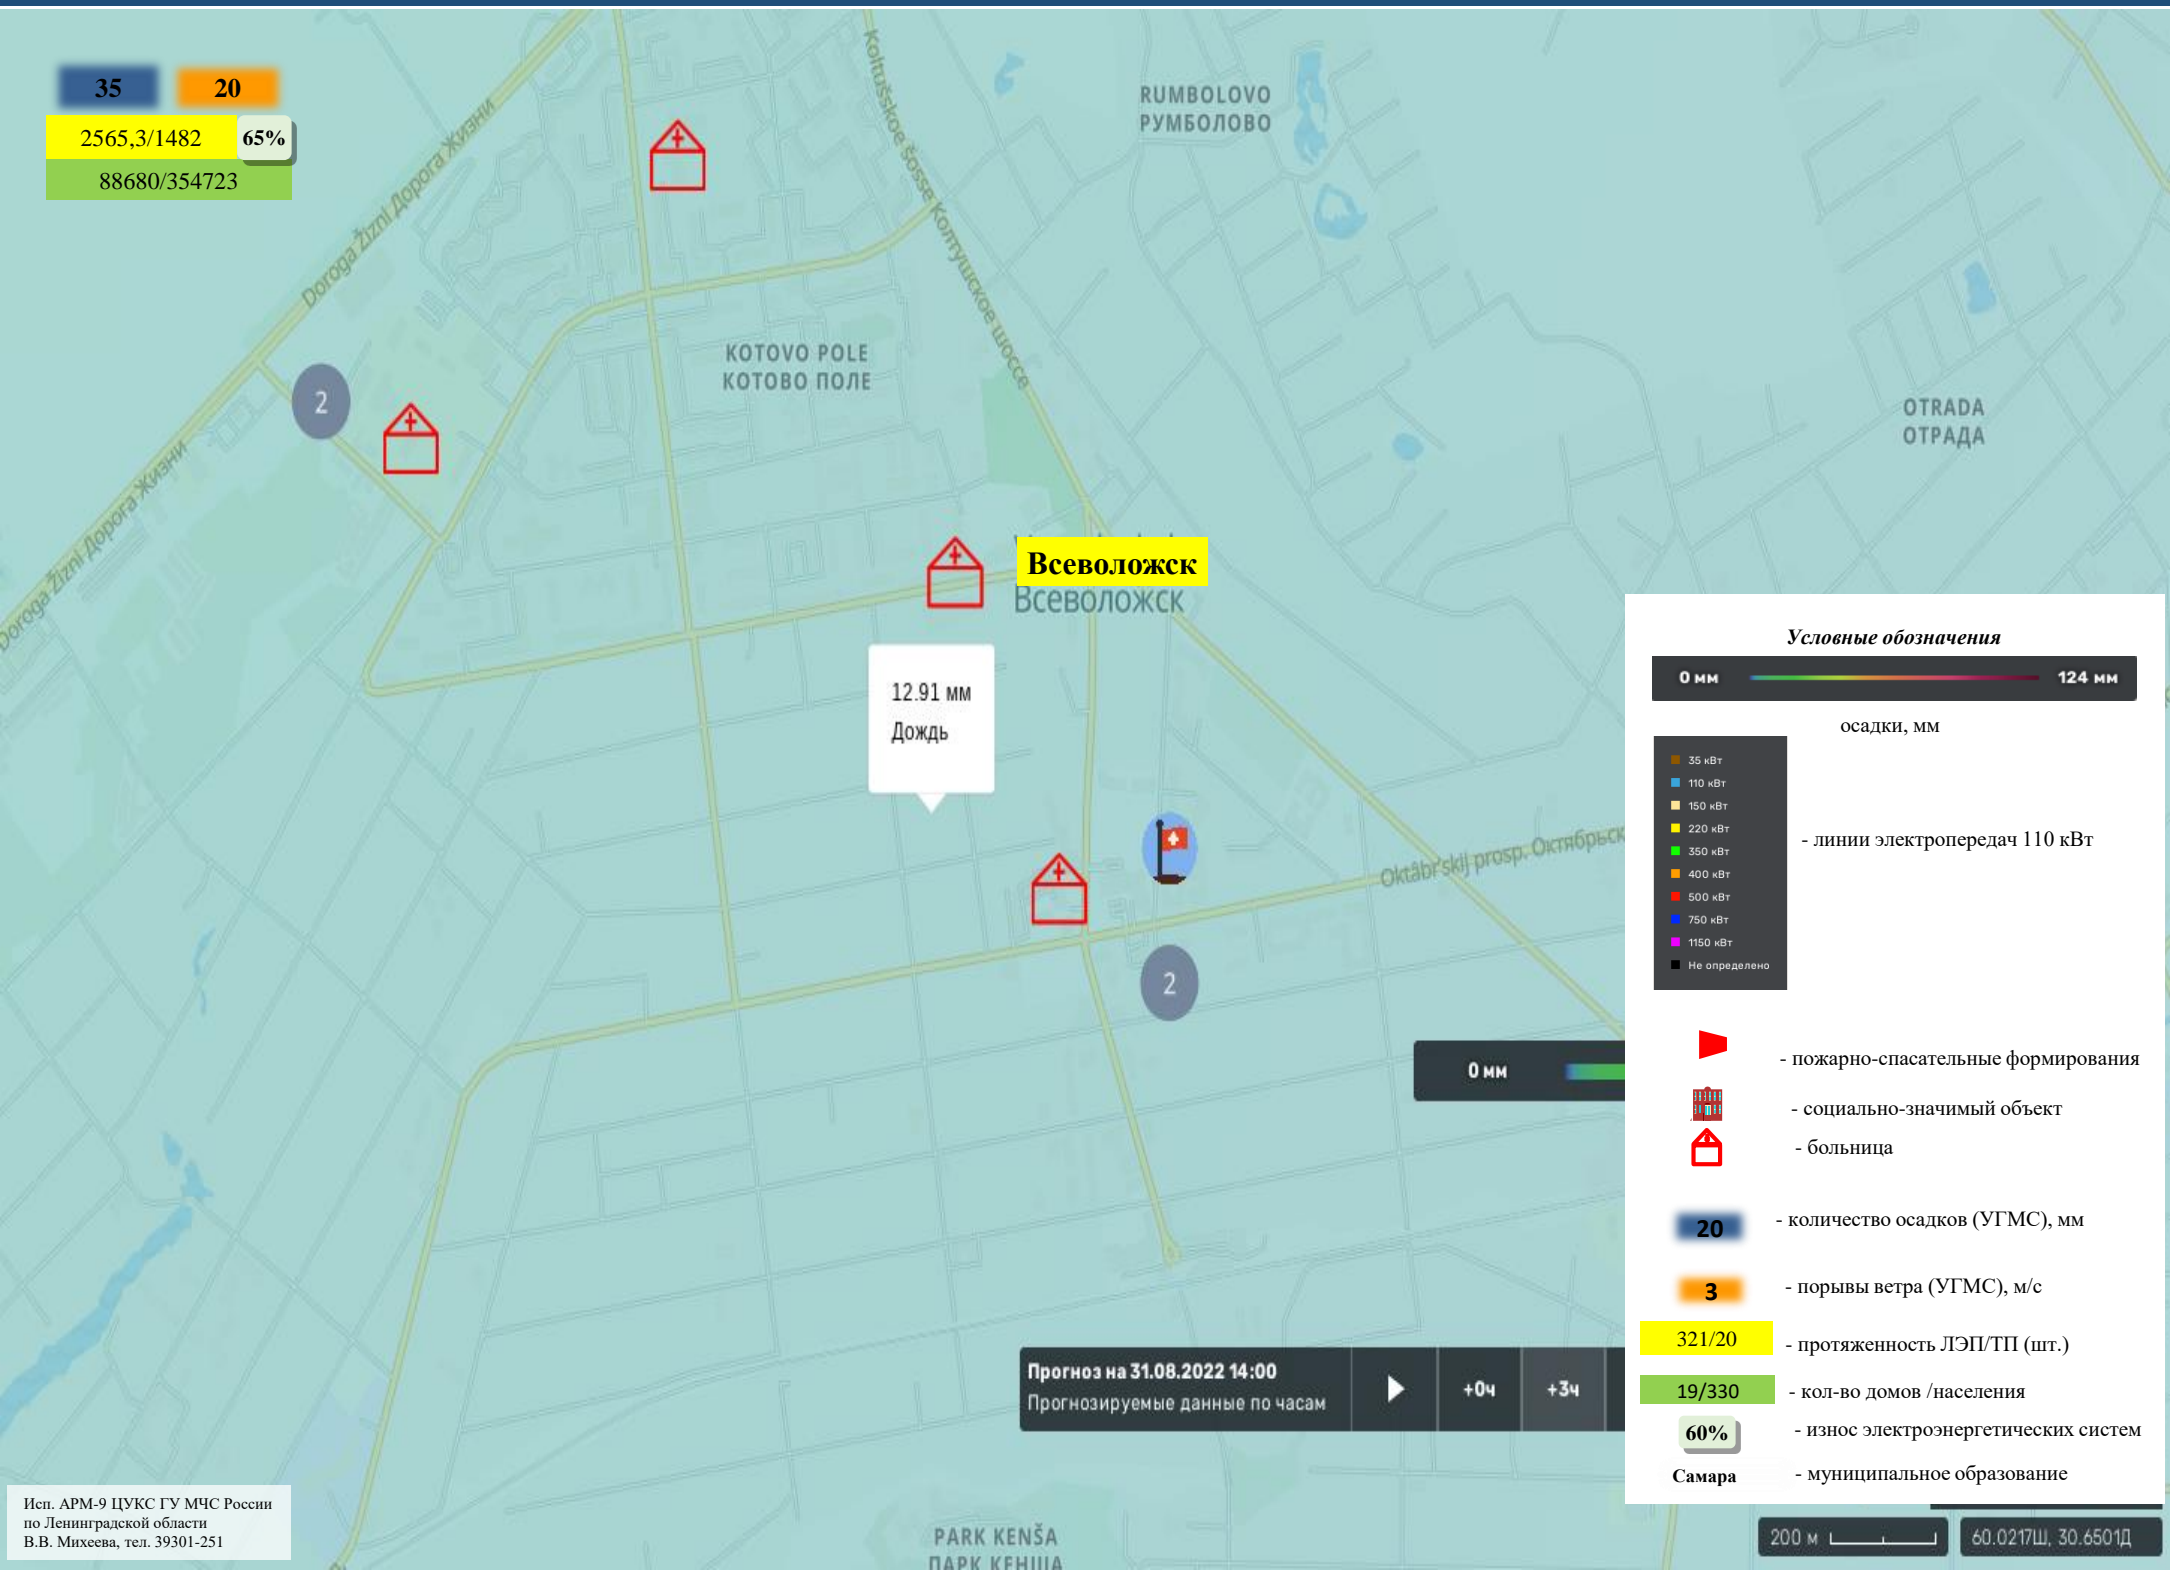 35
20
2565,3/1482
65%
88680/354723
Doroga Žizni Дорога Жизни
Koltušskoe šosse Колтушское шоссе
RUMBOLOVO
РУМБОЛОВО
KOTOVO POLE
КОТОВО ПОЛЕ
2
OTRADA
ОТРАДА
Doroga Žizni Дорога Жизни
Всеволожск
Всеволожск
12.91 мм
Дождь
Oktâbr'skij prosp. Октябрьск
2
0 мм
Прогноз на 31.08.2022 14:00
Прогнозируемые данные по часам
+0ч
+3ч
Условные обозначения
0 мм
124 мм
осадки, мм
35 кВт
110 кВт
150 кВт
220 кВт
350 кВт
400 кВт
500 кВт
750 кВт
1150 кВт
Не определено
- линии электропередач 110 кВт
- пожарно-спасательные формирования
- социально-значимый объект
- больница
20
- количество осадков (УГМС), мм
3
- порывы ветра (УГМС), м/с
321/20
- протяженность ЛЭП/ТП (шт.)
19/330
- кол-во домов /населения
60%
- износ электроэнергетических систем
Самара
- муниципальное образование
Исп. АРМ-9 ЦУКС ГУ МЧС России
по Ленинградской области
В.В. Михеева, тел. 39301-251
PARK KENŠA
ПАРК КЕНША
200 м
60.0217Ш, 30.6501Д